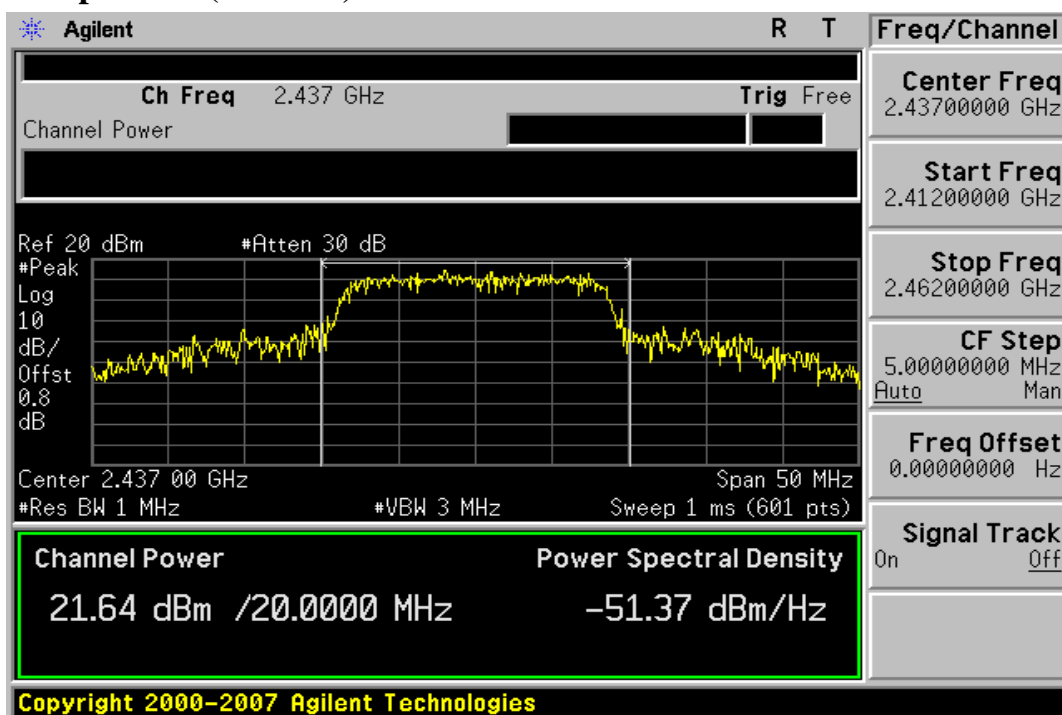 Agilent R T
Ch Freq 2.437 GHz Trig Free
Channel Power
Ref 20 dBm #Atten 30 dB
#Peak
Log
10
dB/
Offst
0.8
dB
Center 2.437 00 GHz Span 50 MHz
#Res BW 1 MHz #VBW 3 MHz Sweep 1 ms (601 pts)
Channel Power Power Spectral Density
21.64 dBm /20.0000 MHz -51.37 dBm/Hz
Copyright 2000-2007 Agilent Technologies
Freq/Channel
Center Freq
2.43700000 GHz
Start Freq
2.41200000 GHz
Stop Freq
2.46200000 GHz
CF Step
5.00000000 MHz
Auto Man
Freq Offset
0.00000000 Hz
Signal Track
On Off